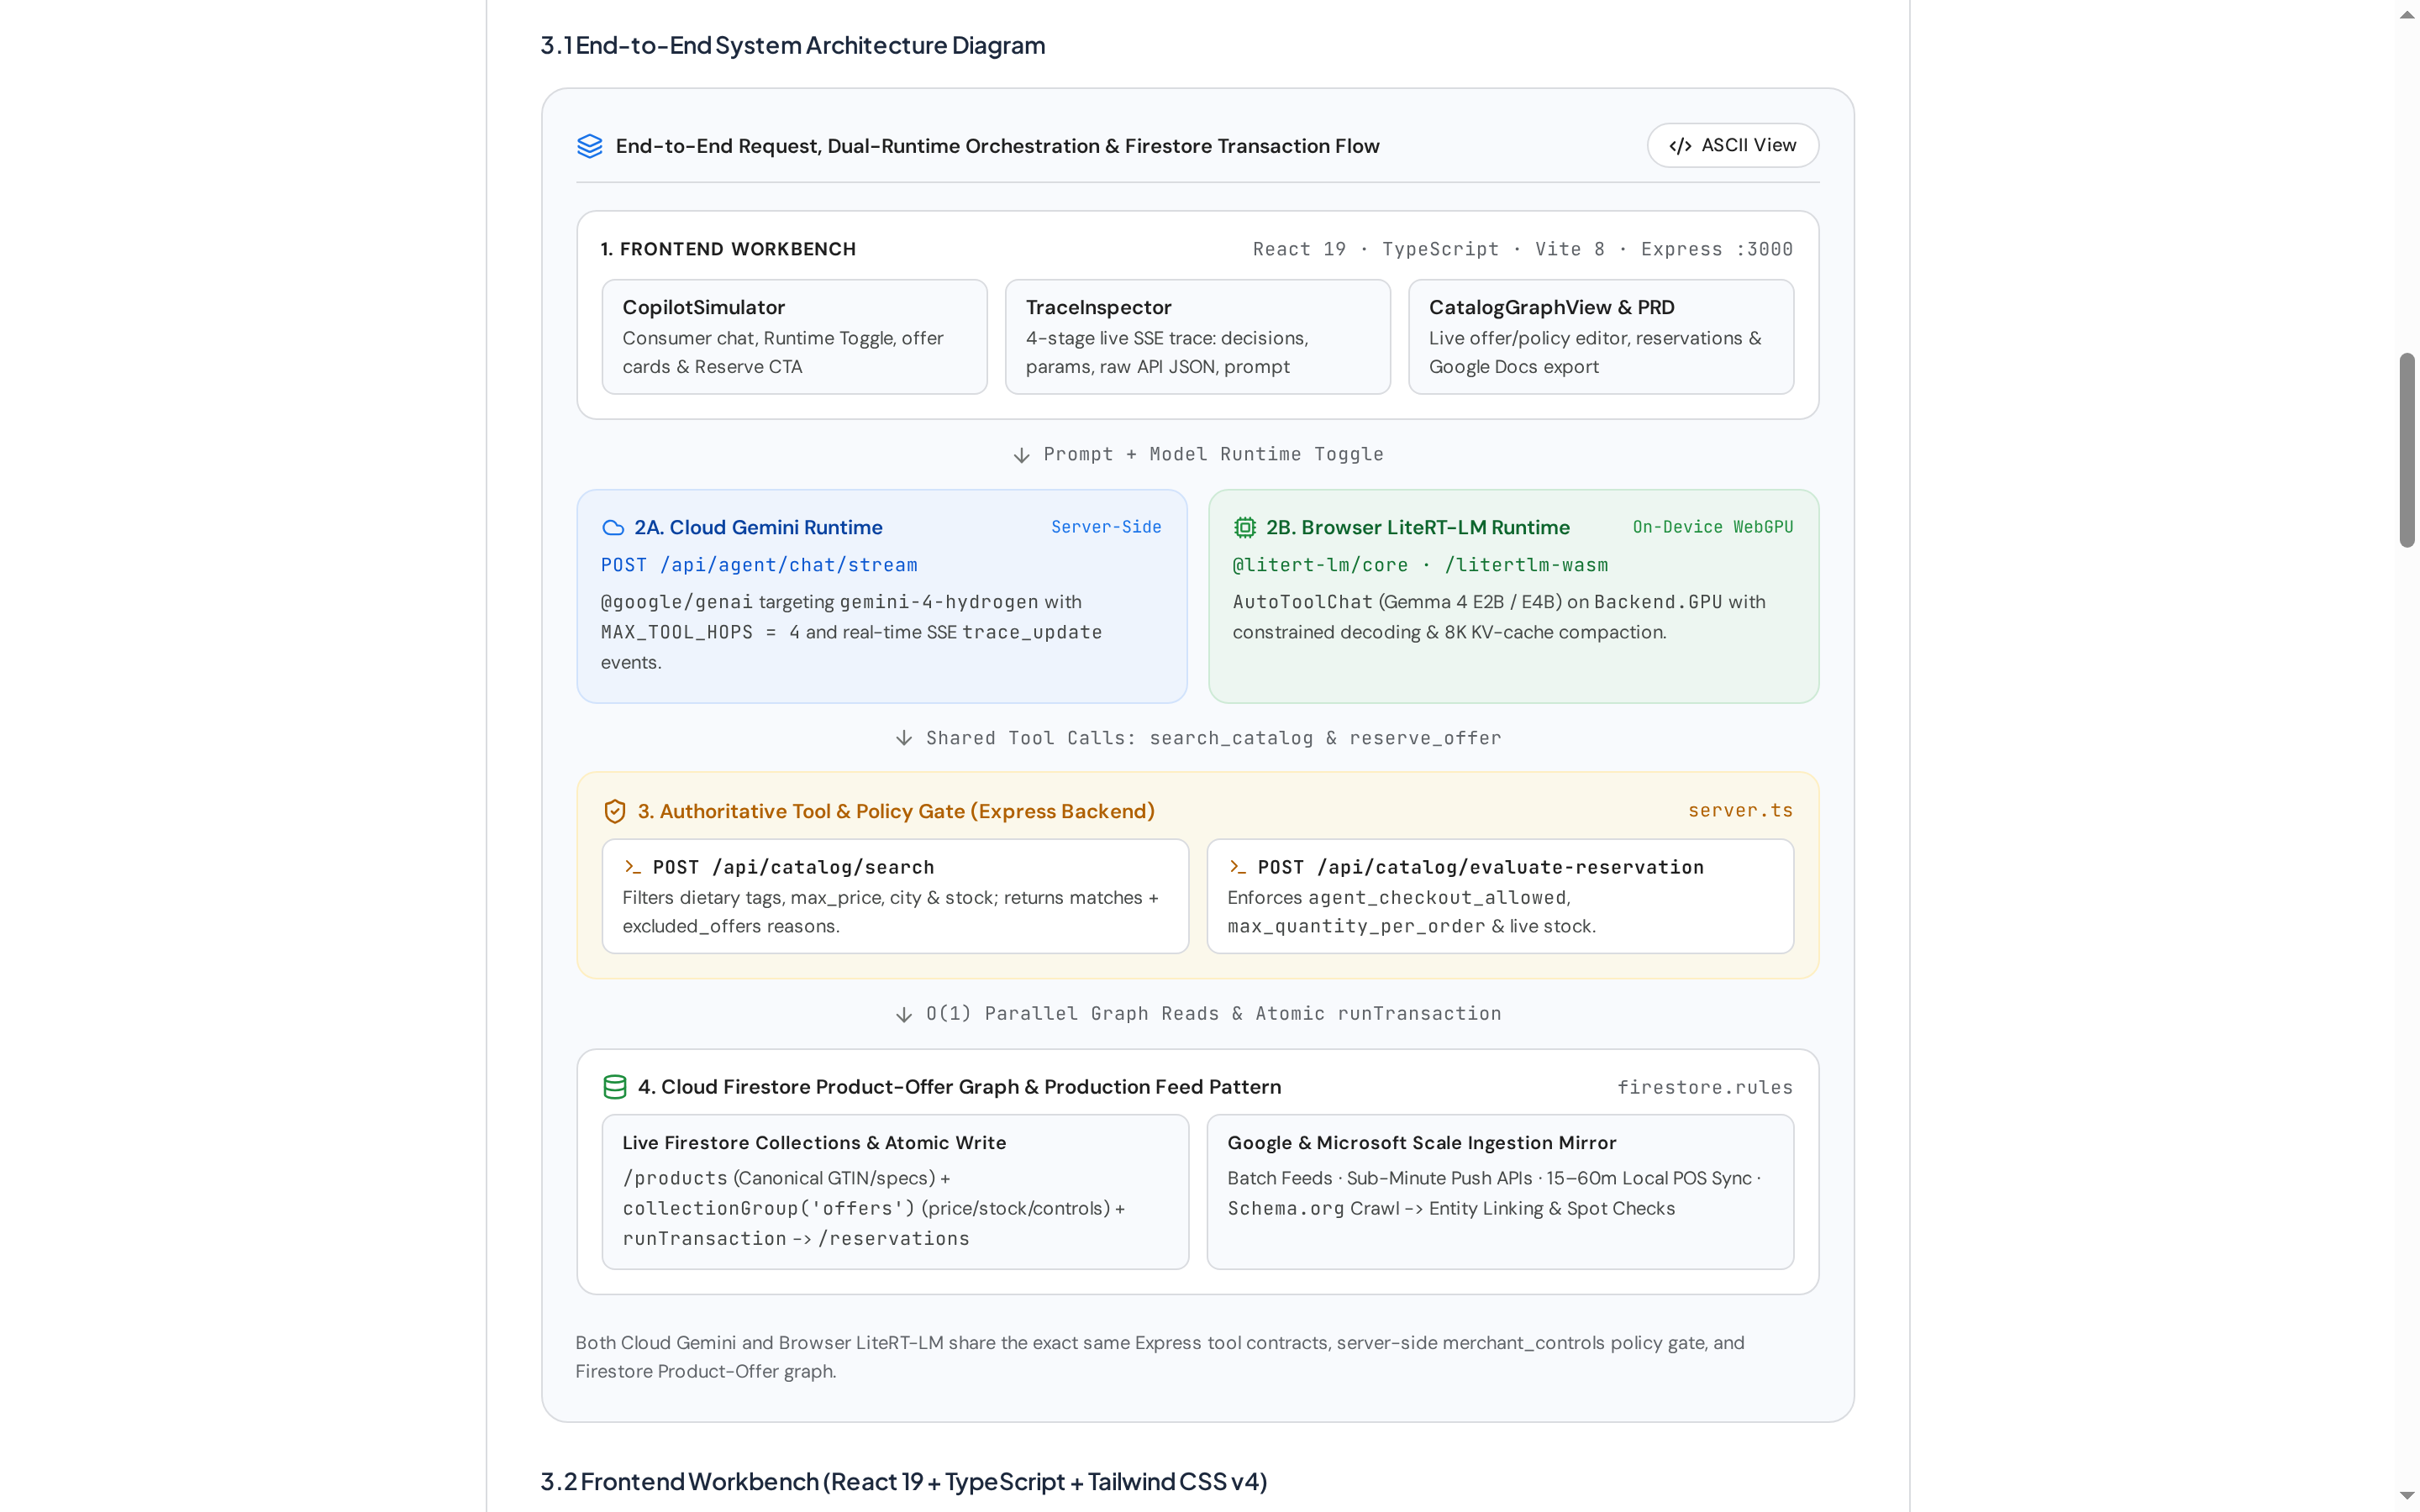 3.1 End-to-End System Architecture Diagram
End-to-End Request, Dual-Runtime Orchestration & Firestore Transaction Flow
</> ASCII View
1. FRONTEND WORKBENCH
React 19 · TypeScript · Vite 8 · Express :3000
CopilotSimulator
Consumer chat, Runtime Toggle, offer
cards & Reserve CTA
TraceInspector
4-stage live SSE trace: decisions,
params, raw API JSON, prompt
CatalogGraphView & PRD
Live offer/policy editor, reservations &
Google Docs export
↓ Prompt + Model Runtime Toggle
2A. Cloud Gemini Runtime
Server-Side
POST /api/agent/chat/stream
@google/genai targeting gemini-4-hydrogen with
MAX_TOOL_HOPS = 4 and real-time SSE trace_update
events.
2B. Browser LiteRT-LM Runtime
On-Device WebGPU
@litert-lm/core · /litertlm-wasm
AutoToolChat (Gemma 4 E2B / E4B) on Backend.GPU with
constrained decoding & 8K KV-cache compaction.
↓ Shared Tool Calls: search_catalog & reserve_offer
3. Authoritative Tool & Policy Gate (Express Backend)
server.ts
POST /api/catalog/search
Filters dietary tags, max_price, city & stock; returns matches +
excluded_offers reasons.
POST /api/catalog/evaluate-reservation
Enforces agent_checkout_allowed,
max_quantity_per_order & live stock.
↓ O(1) Parallel Graph Reads & Atomic runTransaction
4. Cloud Firestore Product-Offer Graph & Production Feed Pattern
firestore.rules
Live Firestore Collections & Atomic Write
/products (Canonical GTIN/specs) +
collectionGroup('offers') (price/stock/controls) +
runTransaction -> /reservations
Google & Microsoft Scale Ingestion Mirror
Batch Feeds · Sub-Minute Push APIs · 15–60m Local POS Sync ·
Schema.org Crawl -> Entity Linking & Spot Checks
Both Cloud Gemini and Browser LiteRT-LM share the exact same Express tool contracts, server-side merchant_controls policy gate, and
Firestore Product-Offer graph.
3.2 Frontend Workbench (React 19 + TypeScript + Tailwind CSS v4)